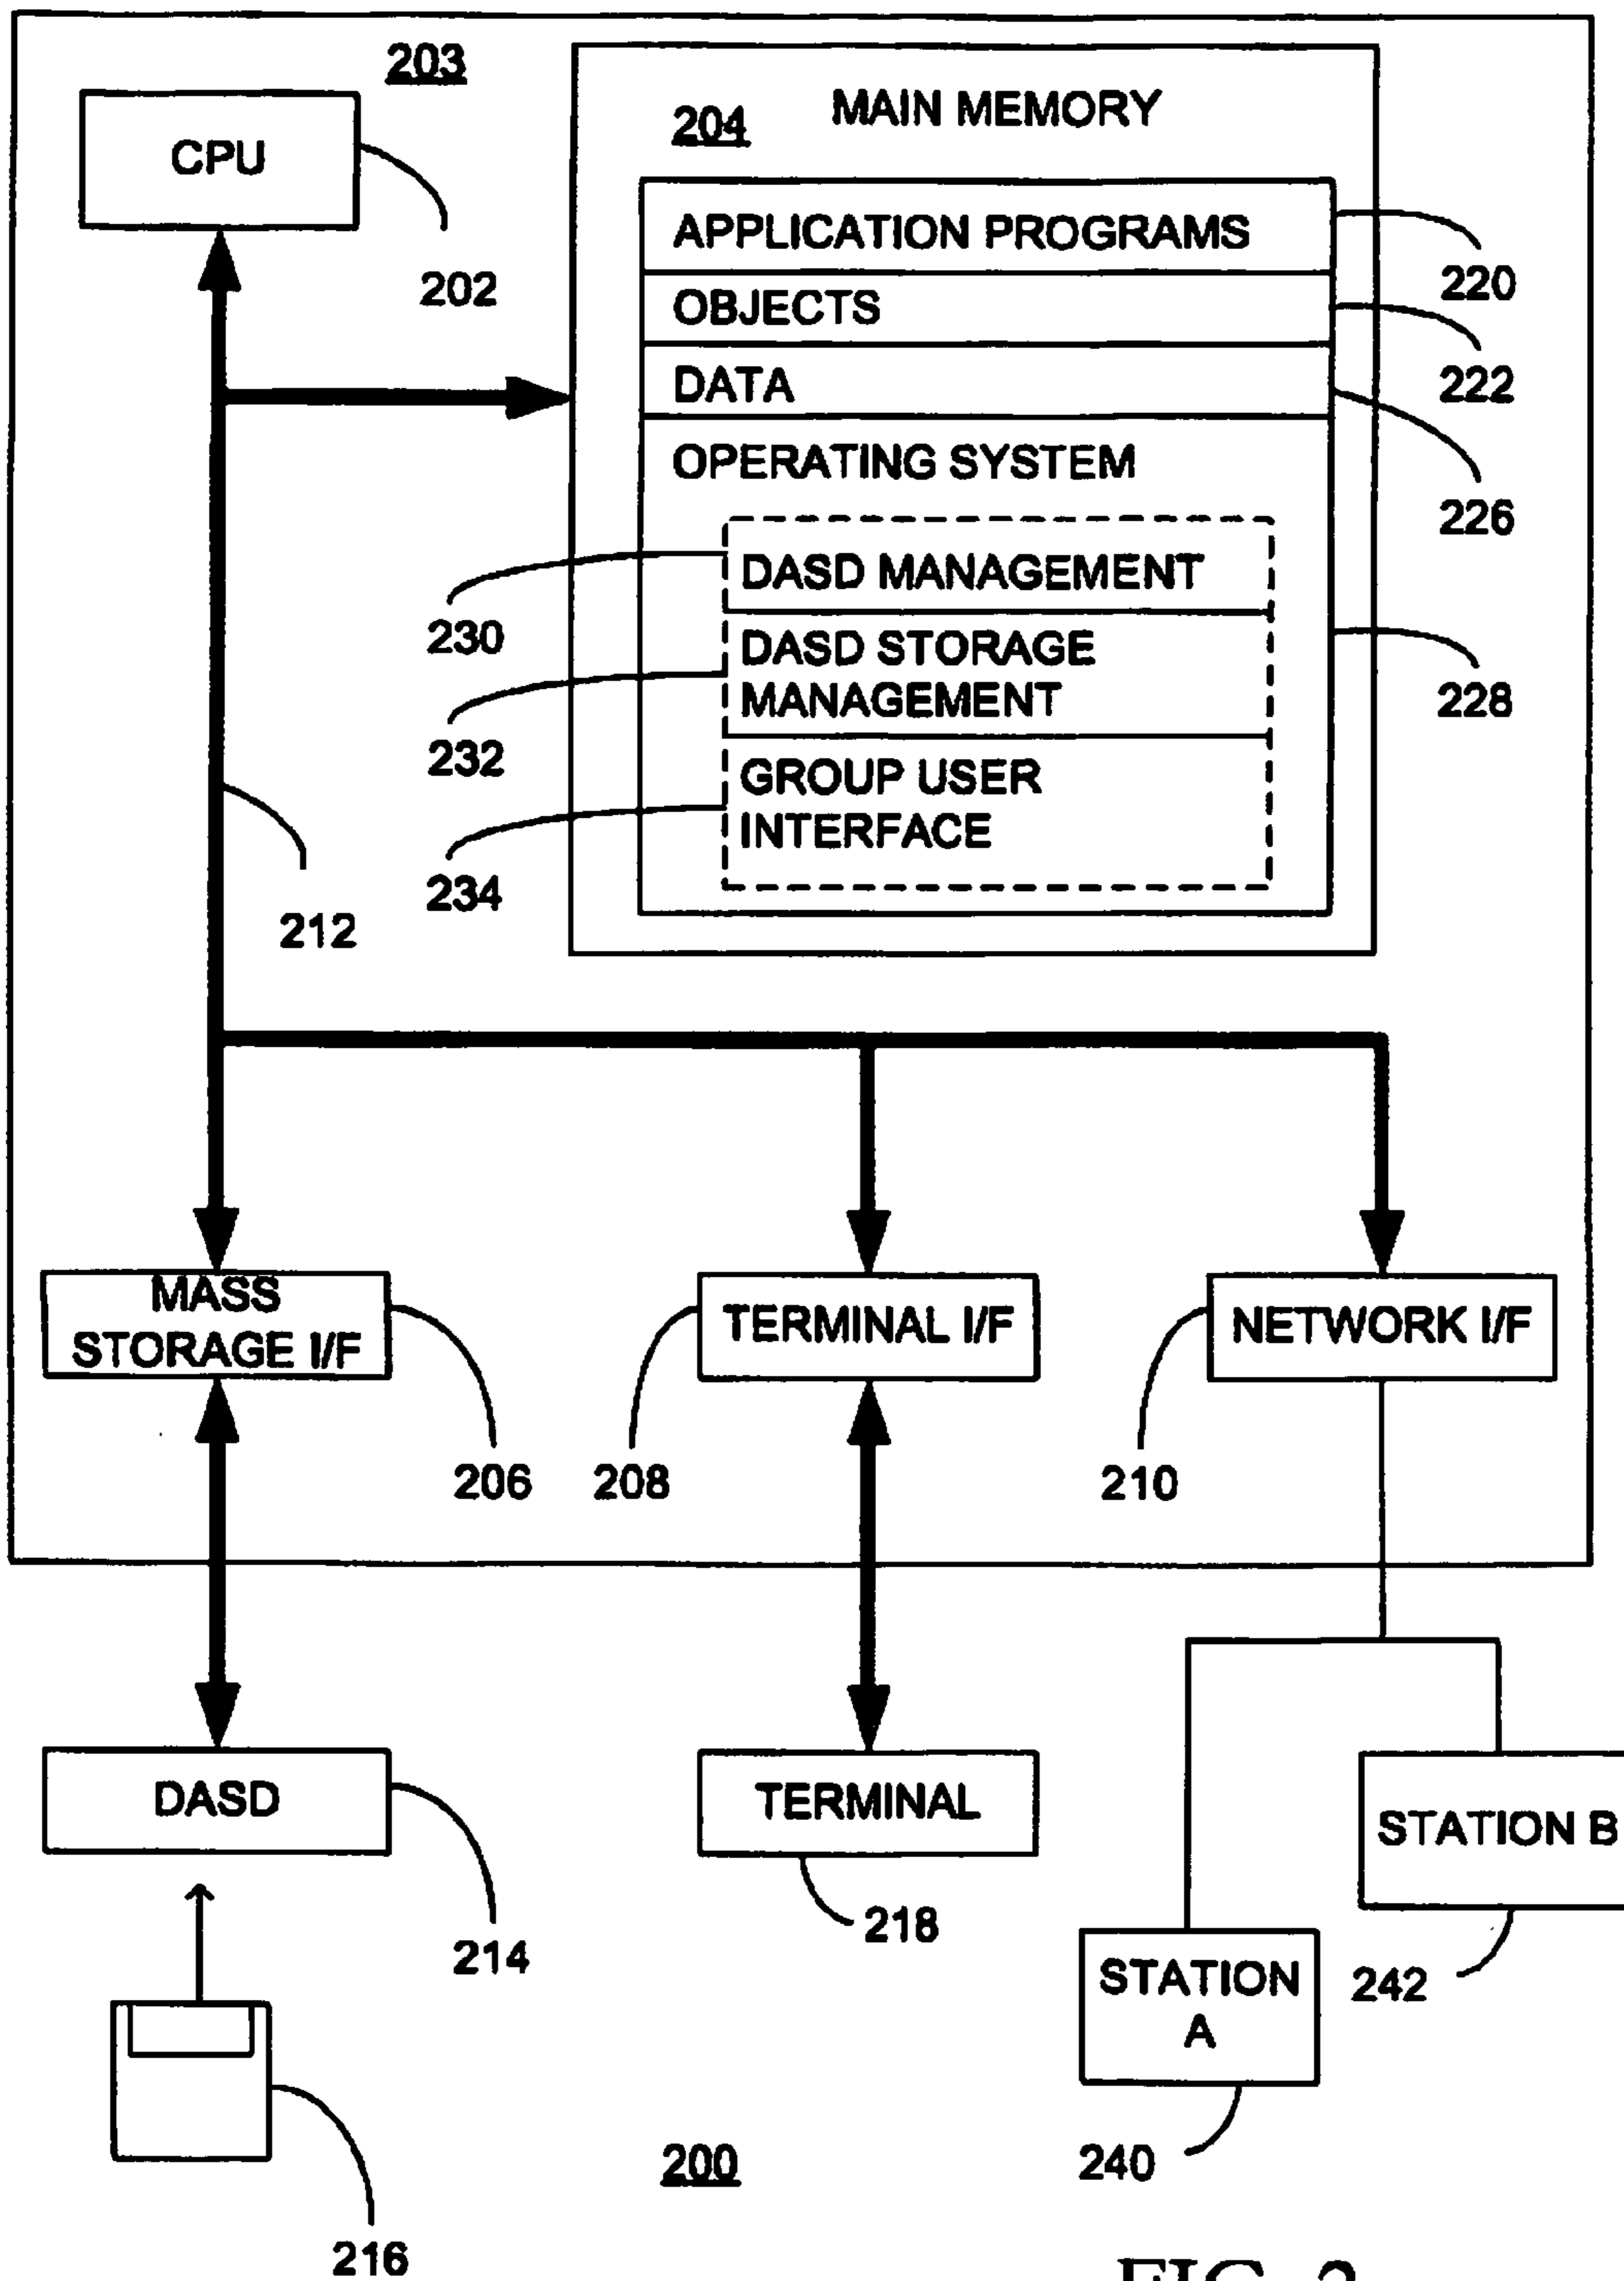 203
CPU
202
204
MAIN MEMORY
APPLICATION PROGRAMS
220
OBJECTS
222
DATA
226
OPERATING SYSTEM
DASD MANAGEMENT
230
DASD STORAGE
MANAGEMENT
228
232
GROUP USER
INTERFACE
234
212
MASS
STORAGE I/F
TERMINAL I/F
NETWORK I/F
206
208
210
DASD
TERMINAL
STATION B
214
218
242
STATION
A
240
200
216
FIG. 2